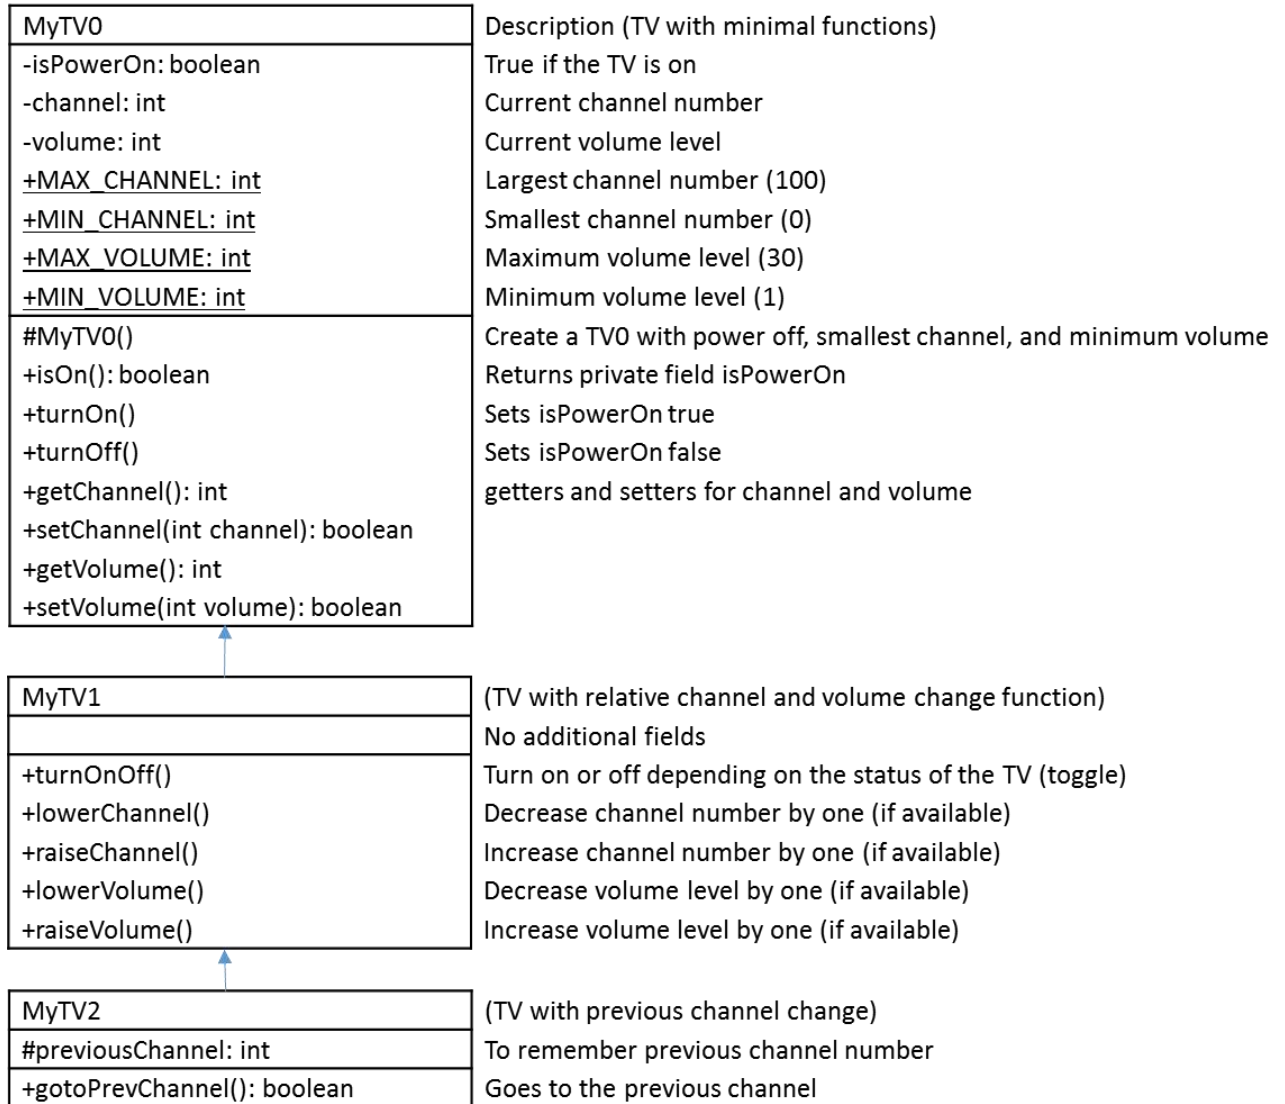 MyTV0 Description (TV with minimal functions)
-isPowerOn: boolean True if the TV is on
-channel: int Current channel number
-volume: int Current volume level
+MAX_CHANNEL: int Largest channel number (100)
+MIN_CHANNEL: int Smallest channel number (0)
+MAX_VOLUME: int Maximum volume level (30)
+MIN_VOLUME: int Minimum volume level (1)
#MyTV0() Create a TV0 with power off, smallest channel, and minimum volume
+isOn(): boolean Returns private field isPowerOn
+turnOn() Sets isPowerOn true
+turnOff() Sets isPowerOn false
+getChannel(): int getters and setters for channel and volume
+setChannel(int channel): boolean
+getVolume(): int
+setVolume(int volume): boolean
MyTV1 (TV with relative channel and volume change function)
No additional fields
+turnOnOff() Turn on or off depending on the status of the TV (toggle)
+lowerChannel() Decrease channel number by one (if available)
+raiseChannel() Increase channel number by one (if available)
+lowerVolume() Decrease volume level by one (if available)
+raiseVolume() Increase volume level by one (if available)
MyTV2 (TV with previous channel change)
#previousChannel: int To remember previous channel number
+gotoPrevChannel(): boolean Goes to the previous channel